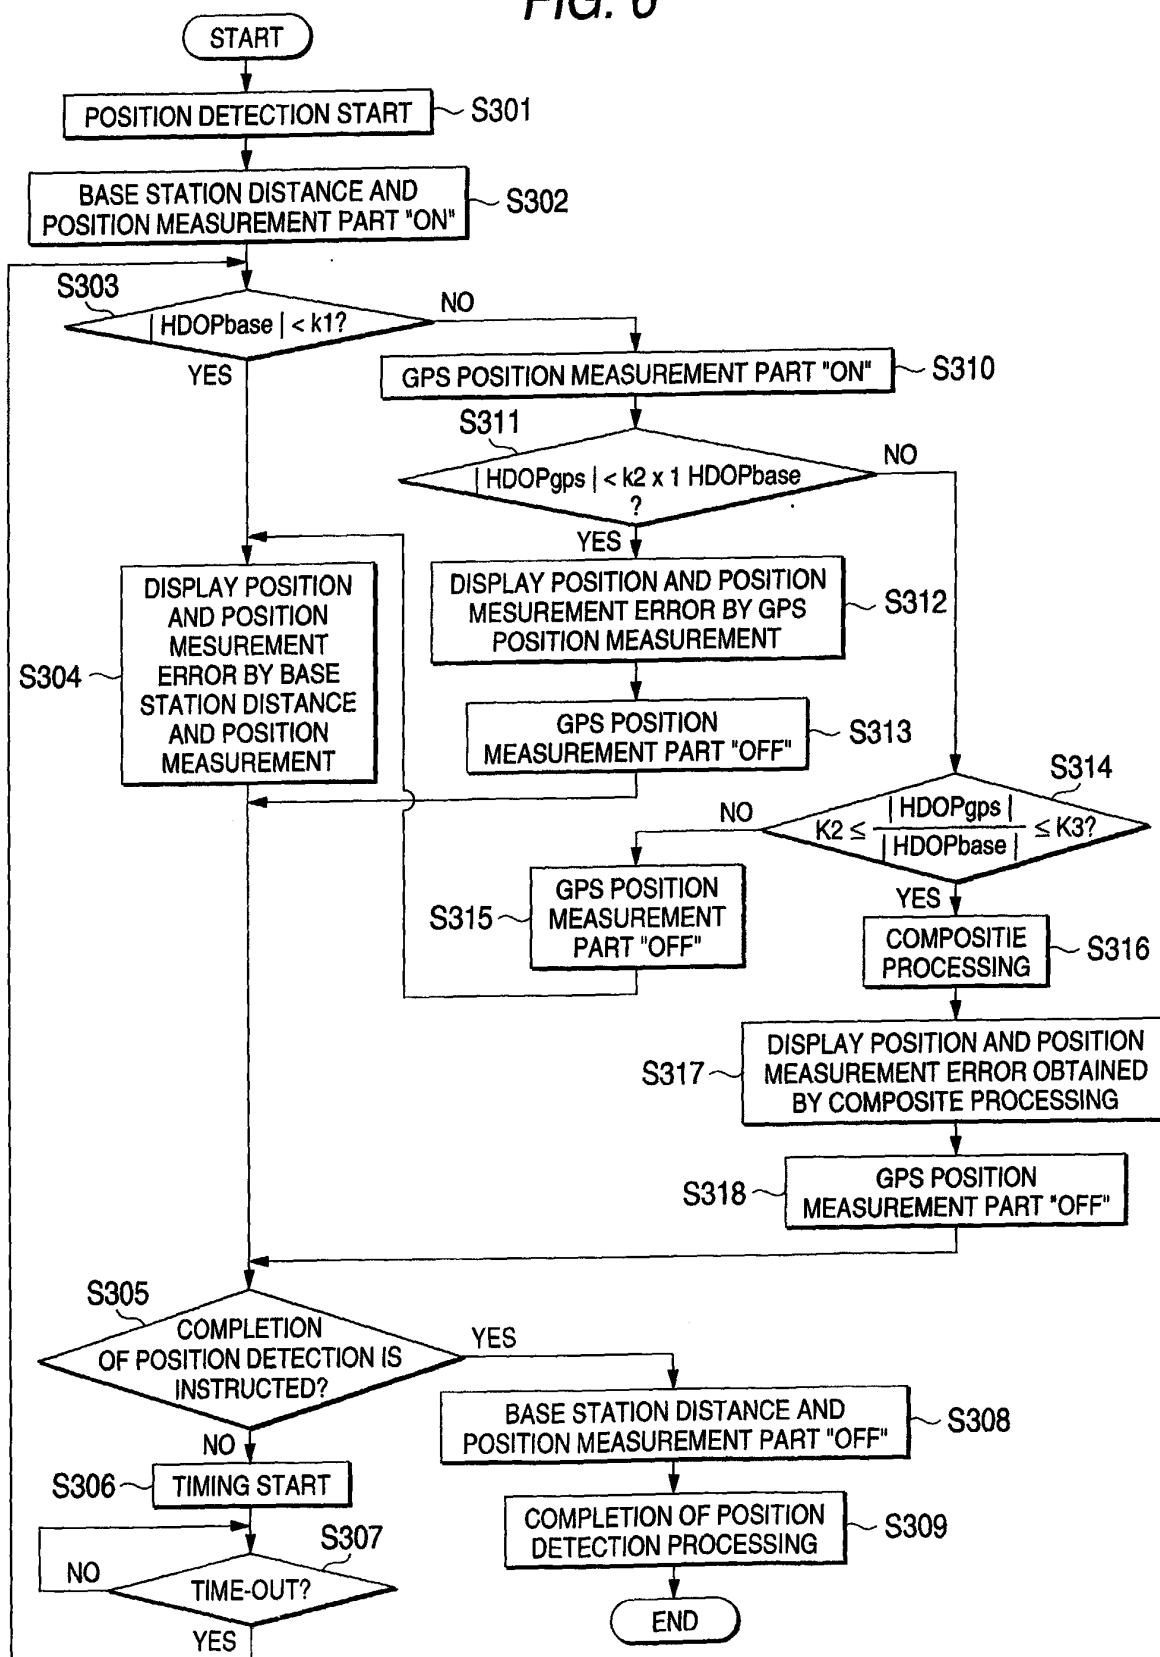 FIG. 6
START
POSITION DETECTION START
S301
BASE STATION DISTANCE AND
POSITION MEASUREMENT PART "ON"
S302
S303
| HDOPbase | < k1?
NO
YES
GPS POSITION MEASUREMENT PART "ON"
S310
S311
| HDOPgps | < k2 x 1 HDOPbase
?
NO
YES
DISPLAY POSITION
AND POSITION
MESUREMENT
ERROR BY BASE
STATION DISTANCE
AND POSITION
MEASUREMENT
S304
DISPLAY POSITION AND POSITION
MESUREMENT ERROR BY GPS
POSITION MEASUREMENT
S312
GPS POSITION
MEASUREMENT PART "OFF"
S313
S314
K2 ≦ | HDOPgps | / | HDOPbase | ≦ K3?
NO
YES
GPS POSITION
MEASUREMENT
PART "OFF"
S315
COMPOSITIE
PROCESSING
S316
DISPLAY POSITION AND POSITION
MEASUREMENT ERROR OBTAINED
BY COMPOSITE PROCESSING
S317
GPS POSITION
MEASUREMENT PART "OFF"
S318
S305
COMPLETION
OF POSITION DETECTION IS
INSTRUCTED?
YES
NO
BASE STATION DISTANCE AND
POSITION MEASUREMENT PART "OFF"
S308
S306
TIMING START
COMPLETION OF POSITION
DETECTION PROCESSING
S309
S307
TIME-OUT?
NO
YES
END